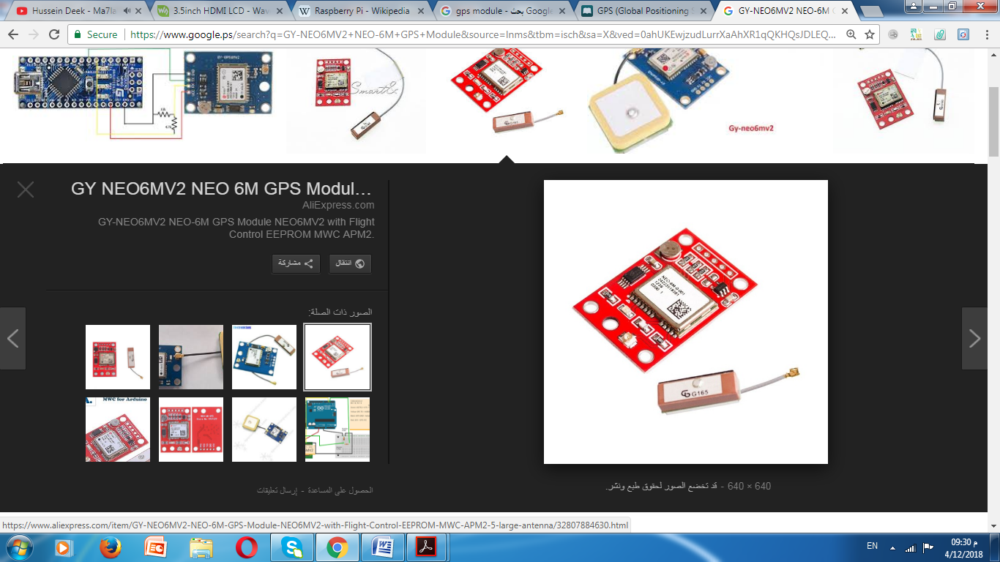 Hussein Deek - Ma7la
3.5inch HDMI LCD - Wav
Raspberry Pi - Wikipedia
gps module - بحث Google
GPS (Global Positioning S
GY-NEO6MV2 NEO-6M G
Secure
https://www.google.ps/search?q=GY-NEO6MV2+NEO-6M+GPS+Module&source=lnms&tbm=isch&sa=X&ved=0ahUKEwjzudLurrXaAhXR1qQKHQsJDLEQ...
SmartE
Gy-neo6mv2
GY NEO6MV2 NEO 6M GPS Modul...
AliExpress.com
GY-NEO6MV2 NEO-6M GPS Module NEO6MV2 with Flight
Control EEPROM MWC APM2.
انتقال
مشاركة
الصور ذات الصلة:
MWC for Arduino
NEO-6M-0-001
G165
640 × 640 - قد تخضع الصور لحقوق طبع ونشر.
الحصول على المساعدة - إرسال تعليقات
https://www.aliexpress.com/item/GY-NEO6MV2-NEO-6M-GPS-Module-NEO6MV2-with-Flight-Control-EEPROM-MWC-APM2-5-large-antenna/32807884630.html
EN
09:30 م
4/12/2018